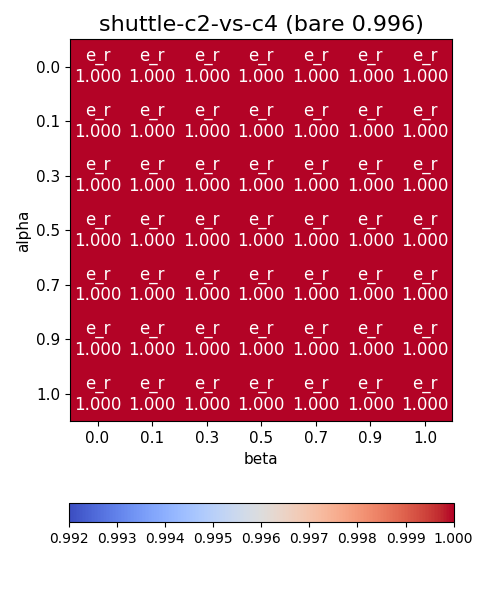 shuttle-c2-vs-c4 (bare 0.996)
0.0 e_r e_r e_r e_r e_r e_r e_r
1.000 1.000 1.000 1.000 1.000 1.000 1.000
0.1 e_r e_r e_r e_r e_r e_r e_r
1.000 1.000 1.000 1.000 1.000 1.000 1.000
0.3 e_r e_r e_r e_r e_r e_r e_r
1.000 1.000 1.000 1.000 1.000 1.000 1.000
alpha
0.5 e_r e_r e_r e_r e_r e_r e_r
1.000 1.000 1.000 1.000 1.000 1.000 1.000
0.7 e_r e_r e_r e_r e_r e_r e_r
1.000 1.000 1.000 1.000 1.000 1.000 1.000
0.9 e_r e_r e_r e_r e_r e_r e_r
1.000 1.000 1.000 1.000 1.000 1.000 1.000
1.0 e_r e_r e_r e_r e_r e_r e_r
1.000 1.000 1.000 1.000 1.000 1.000 1.000
0.0 0.1 0.3 0.5 0.7 0.9 1.0
beta
0.992 0.993 0.994 0.995 0.996 0.997 0.998 0.999 1.000